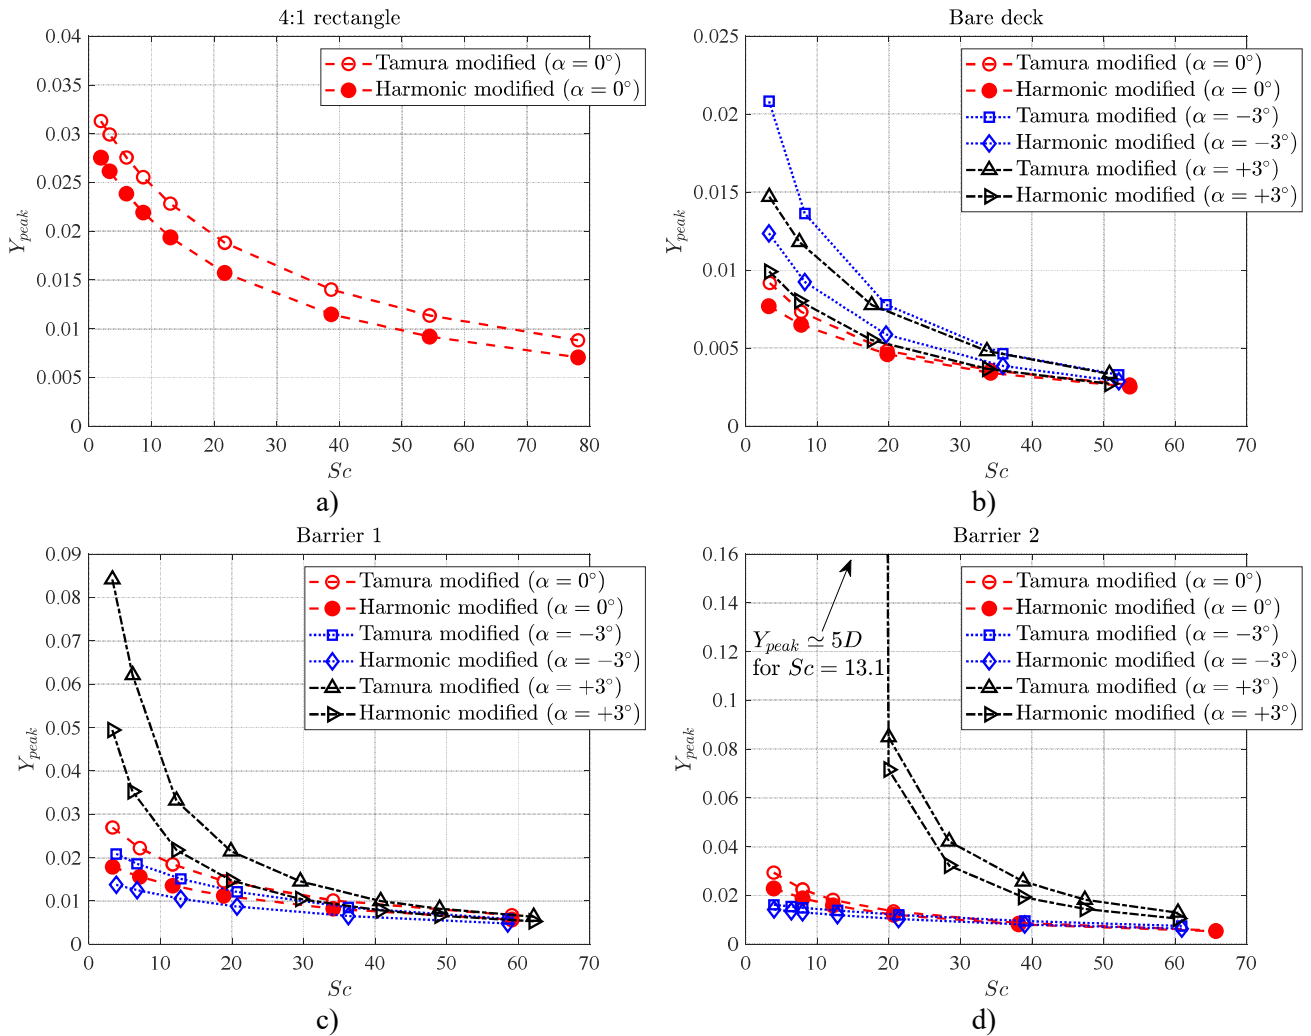 4:1 rectangle
0.04
0.035
0.03
0.025
0.02
0.015
0.01
0.005
0
Y_peak
0 10 20 30 40 50 60 70 80
Sc
Tamura modified (α = 0°)
Harmonic modified (α = 0°)
a)
Bare deck
0.025
0.02
0.015
0.01
0.005
0
Y_peak
0 10 20 30 40 50 60 70
Sc
Tamura modified (α = 0°)
Harmonic modified (α = 0°)
Tamura modified (α = −3°)
Harmonic modified (α = −3°)
Tamura modified (α = +3°)
Harmonic modified (α = +3°)
b)
Barrier 1
0.09
0.08
0.07
0.06
0.05
0.04
0.03
0.02
0.01
0
Y_peak
0 10 20 30 40 50 60 70
Sc
Tamura modified (α = 0°)
Harmonic modified (α = 0°)
Tamura modified (α = −3°)
Harmonic modified (α = −3°)
Tamura modified (α = +3°)
Harmonic modified (α = +3°)
c)
Barrier 2
0.16
0.14
0.12
0.1
0.08
0.06
0.04
0.02
0
Y_peak
0 10 20 30 40 50 60 70
Sc
Y_peak ≃ 5D
for Sc = 13.1
Tamura modified (α = 0°)
Harmonic modified (α = 0°)
Tamura modified (α = −3°)
Harmonic modified (α = −3°)
Tamura modified (α = +3°)
Harmonic modified (α = +3°)
d)